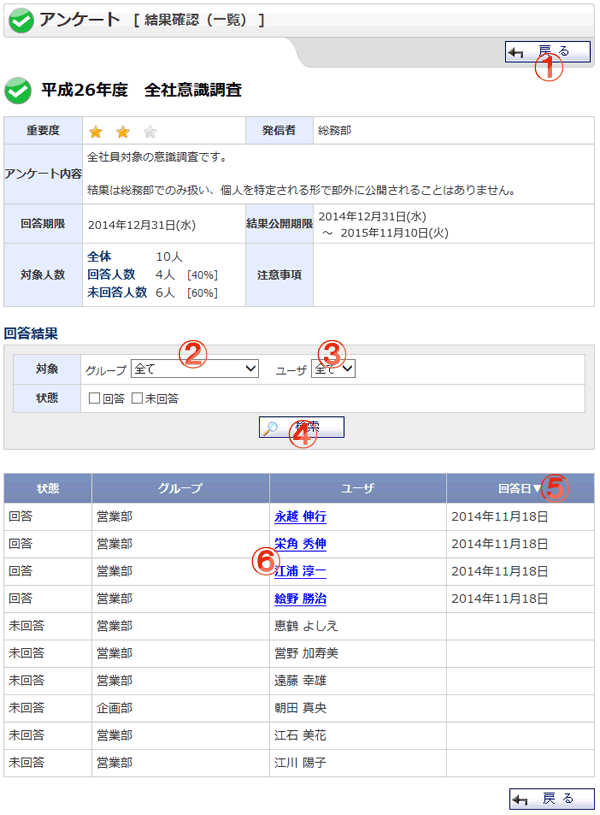 アンケート [ 結果確認（一覧） ]
戻る
①
平成26年度　全社意識調査
重要度 発信者 総務部
アンケート内容 全社員対象の意識調査です。
結果は総務部でのみ扱い、個人を特定される形で部外に公開されることはありません。
回答期限 2014年12月31日(水) 結果公開期限 2014年12月31日(水)
～ 2015年11月10日(火)
対象人数 全体 10人 注意事項
回答人数 4人 [40%]
未回答人数 6人 [60%]
回答結果
② ③
対象 グループ 全て ユーザ 全て
状態 回答 未回答
④ 検索
状態 グループ ユーザ 回答日▼ ⑤
回答 営業部 永越 伸行 2014年11月18日
回答 営業部 栄角 秀伸 2014年11月18日
回答 営業部 ⑥ 江浦 淳一 2014年11月18日
回答 営業部 絵野 勝治 2014年11月18日
未回答 営業部 恵鶴 よしえ
未回答 営業部 営野 加寿美
未回答 営業部 遠藤 幸雄
未回答 企画部 朝田 真央
未回答 営業部 江石 美花
未回答 営業部 江川 陽子
戻る